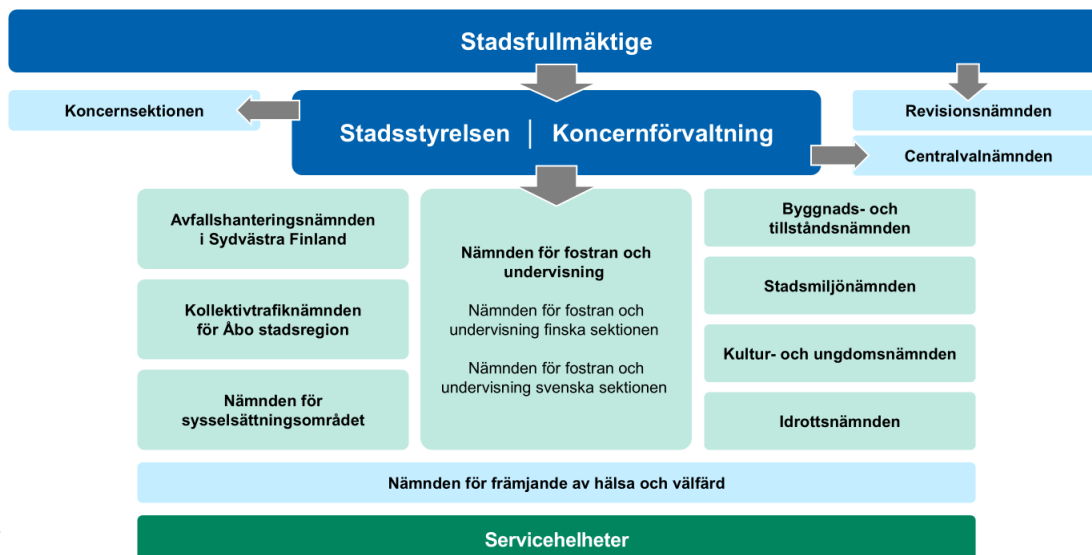 Stadsfullmäktige
Koncernsektionen
Stadsstyrelsen | Koncernförvaltning
Revisionsnämnden
Centralvalnämnden
Avfallshanteringsnämnden
i Sydvästra Finland
Kollektivtrafiknämnden
för Åbo stadsregion
Nämnden för
sysselsättningsområdet
Nämnden för fostran och
undervisning
Nämnden för fostran och
undervisning finska sektionen
Nämnden för fostran och
undervisning svenska sektionen
Byggnads- och
tillståndsnämnden
Stadsmiljönämnden
Kultur- och ungdomsnämnden
Idrottsnämnden
Nämnden för främjande av hälsa och välfärd
Servicehelheter